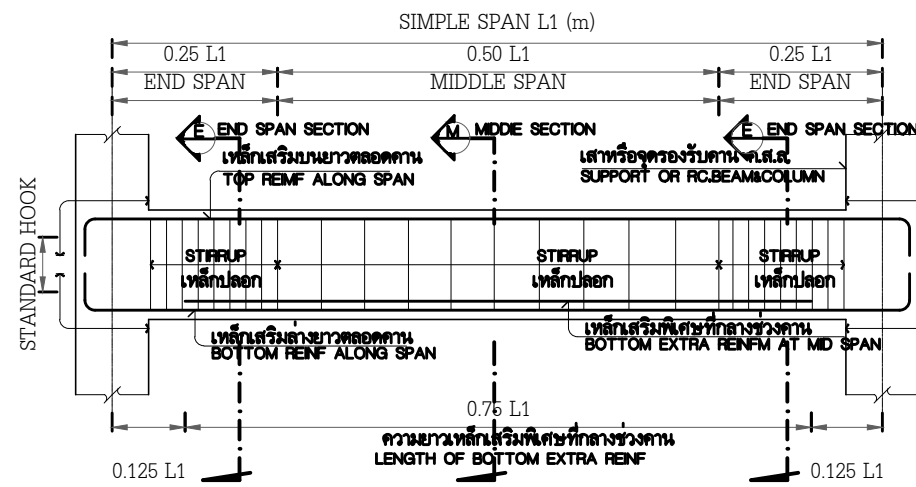 SIMPLE SPAN L1 (m)
0.25 L1
0.50 L1
0.25 L1
END SPAN
MIDDLE SPAN
END SPAN
E END SPAN SECTION
M MIDDIE SECTION
E END SPAN SECTION
เหล็กเสริมบนยาวตลอดคาน
TOP REIMF ALONG SPAN
เสาหรือจุดรองรับคาน ค.ส.ล.
SUPPORT OR RC.BEAM&COLUMN
STANDARD HOOK
STIRRUP
เหล็กปลอก
STIRRUP
เหล็กปลอก
STIRRUP
เหล็กปลอก
เหล็กเสริมล่างยาวตลอดคาน
BOTTOM REINF ALONG SPAN
เหล็กเสริมพิเศษที่กลางช่วงคาน
BOTTOM EXTRA REINFM AT MID SPAN
0.75 L1
ความยาวเหล็กเสริมพิเศษที่กลางช่วงคาน
LENGTH OF BOTTOM EXTRA REINF
0.125 L1
0.125 L1